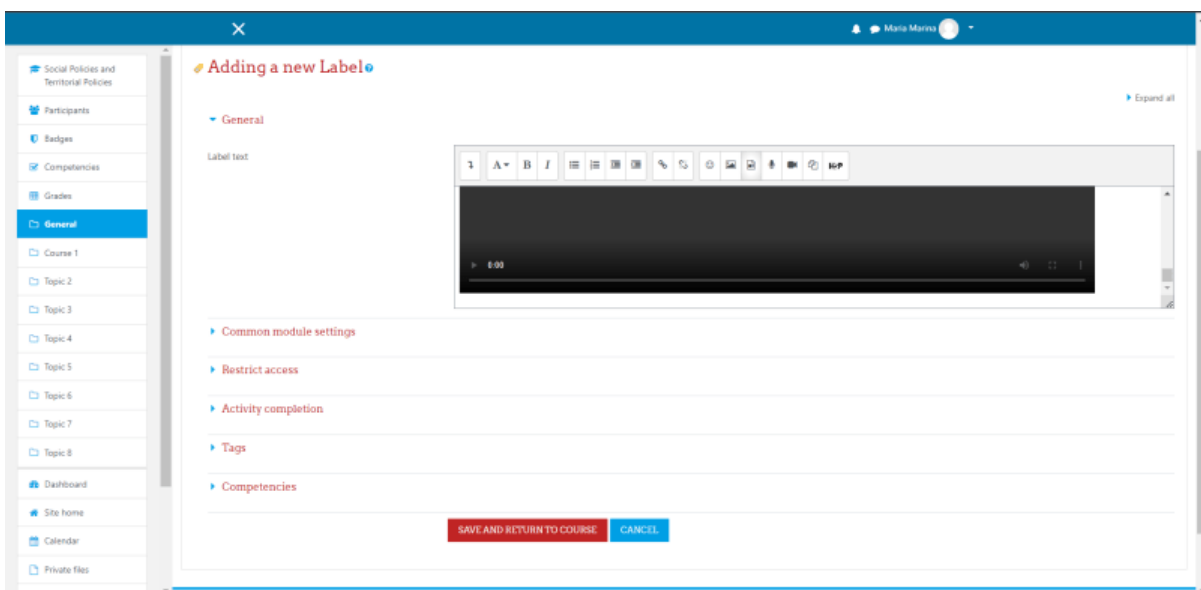 Maria Marina
Social Policies and
Territorial Policies
Participants
Badges
Competencies
Grades
General
Course 1
Topic 2
Topic 3
Topic 4
Topic 5
Topic 6
Topic 7
Topic 8
Dashboard
Site home
Calendar
Private files
Adding a new Label
Expand all
General
Label text
A B I H-P
0:00
Common module settings
Restrict access
Activity completion
Tags
Competencies
SAVE AND RETURN TO COURSE CANCEL